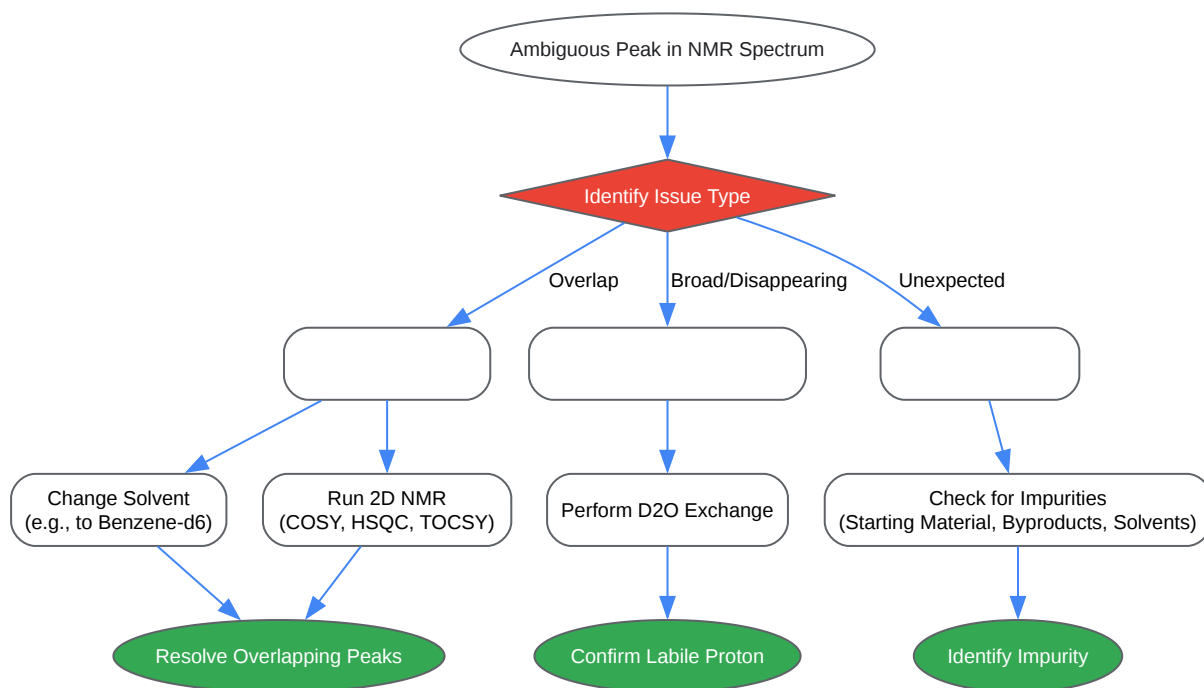 Ambiguous Peak in NMR Spectrum
Identify Issue Type
Overlap
Broad/Disappearing
Unexpected
Change Solvent
(e.g., to Benzene-d6)
Run 2D NMR
(COSY, HSQC, TOCSY)
Perform D2O Exchange
Check for Impurities
(Starting Material, Byproducts, Solvents)
Resolve Overlapping Peaks
Confirm Labile Proton
Identify Impurity